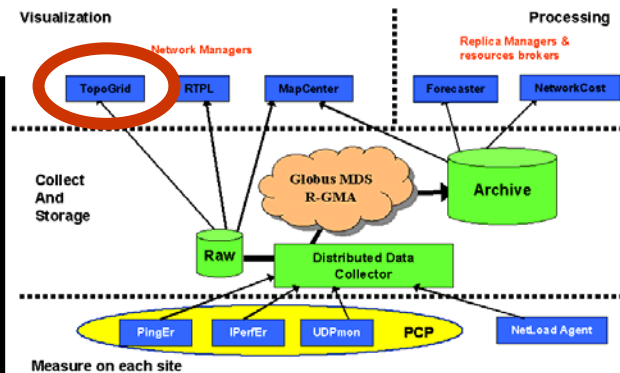 Visualization
Processing
Network Managers
Replica Managers &
resources brokers
TopoGrid
RTPL
MapCenter
Forecaster
NetworkCost
Collect
And
Storage
Globus MDS
R-GMA
Archive
Raw
Distributed Data
Collector
PingEr
IPerfEr
UDPmon
PCP
NetLoad Agent
Measure on each site